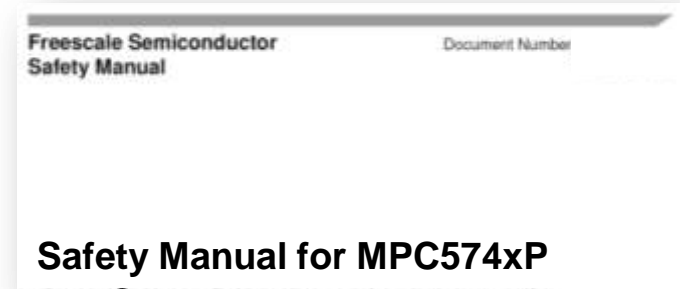 Freescale Semiconductor
Safety Manual
Document Number
Safety Manual for MPC574xP